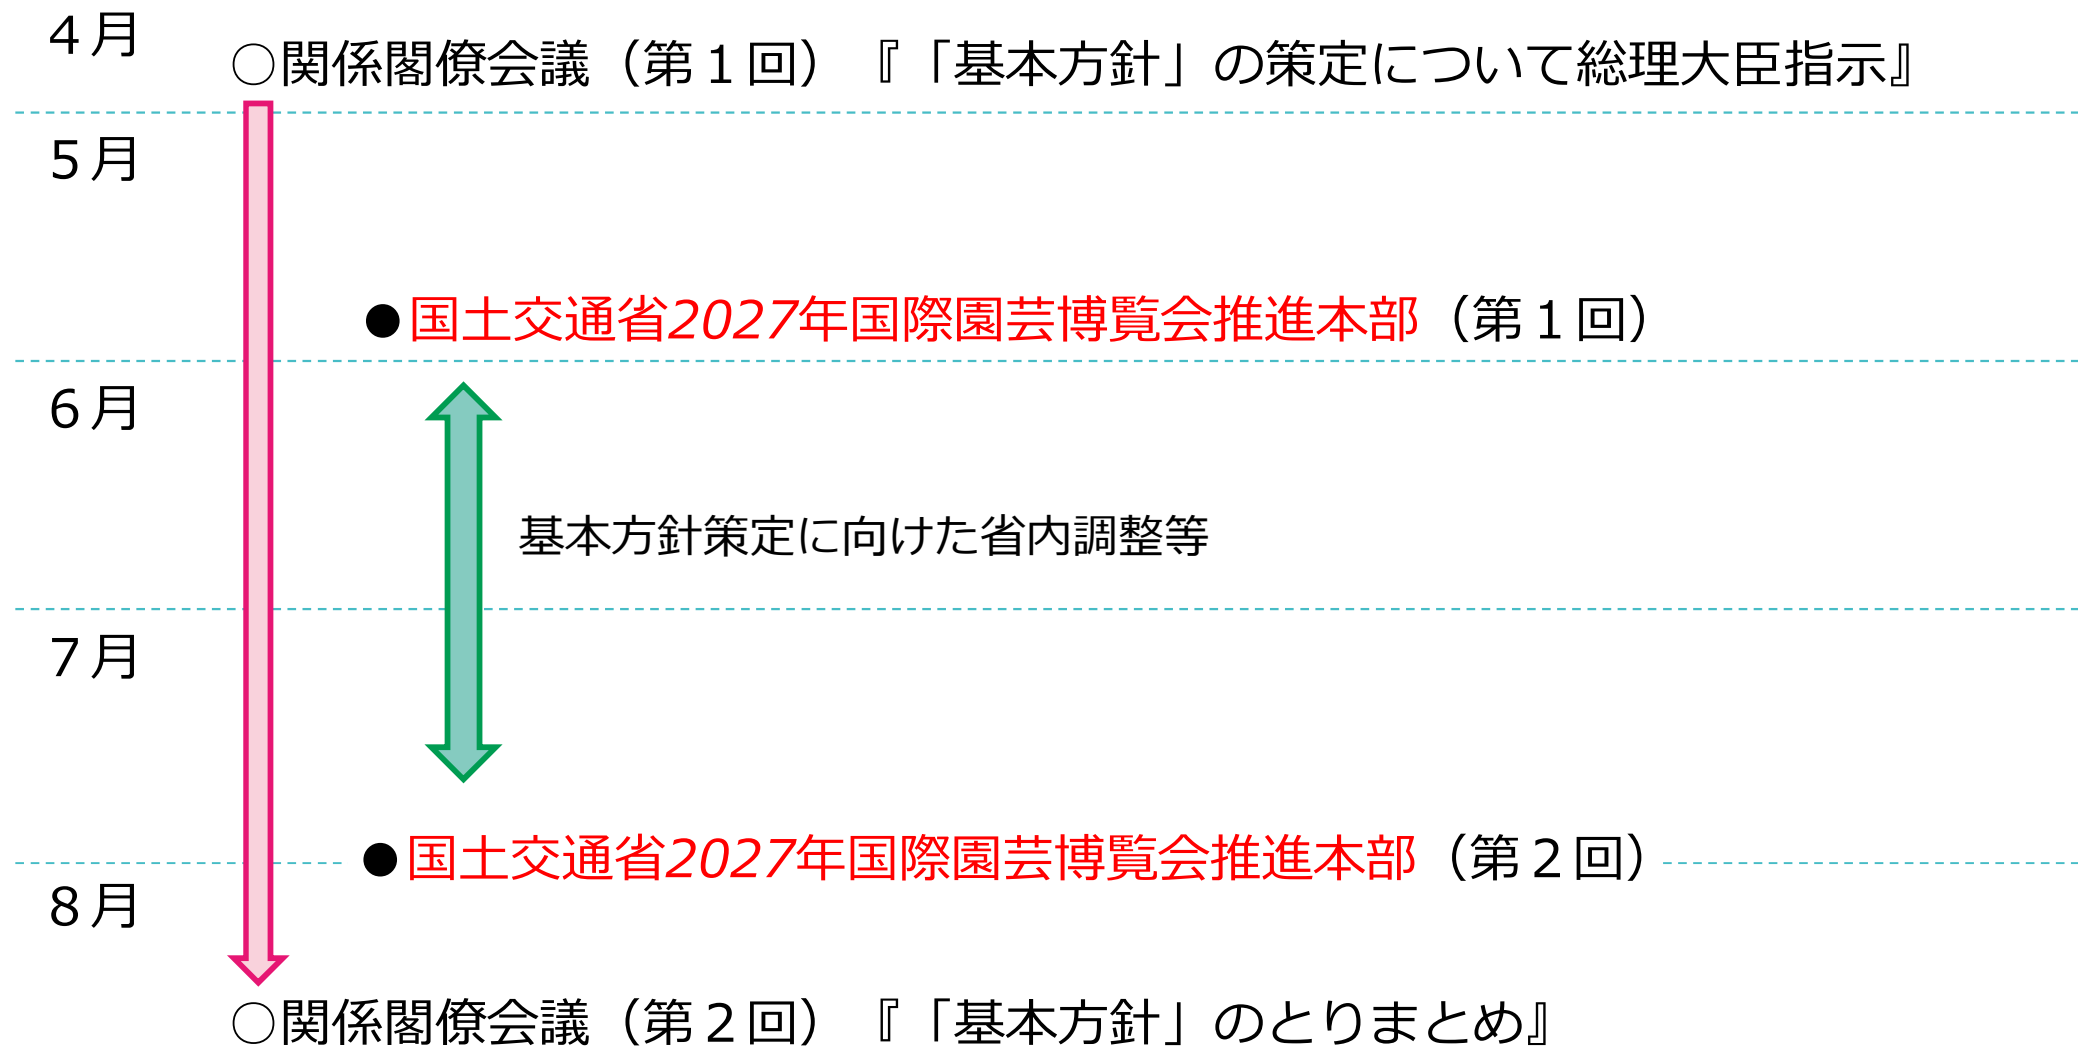 ４月
○関係閣僚会議（第１回）『「基本方針」の策定について総理大臣指示』
５月
●国土交通省2027年国際園芸博覧会推進本部（第１回）
６月
基本方針策定に向けた省内調整等
７月
●国土交通省2027年国際園芸博覧会推進本部（第２回）
８月
○関係閣僚会議（第２回）『「基本方針」のとりまとめ』